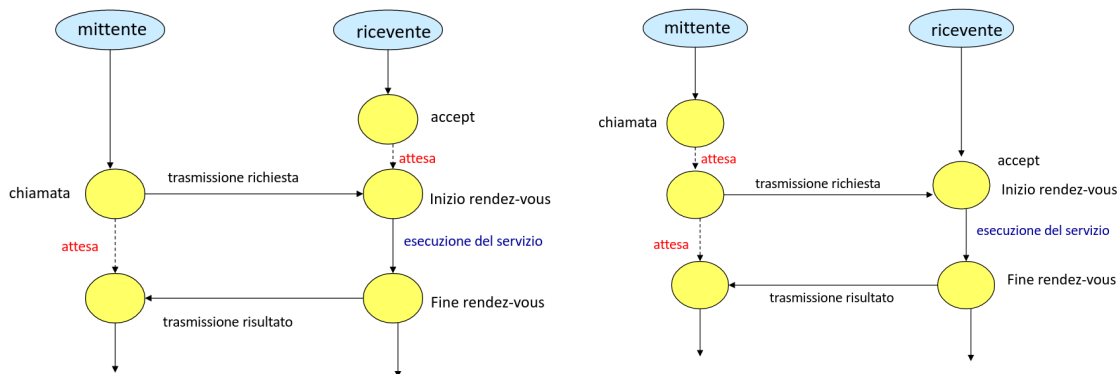 mittente
ricevente
accept
attesa
trasmissione richiesta
chiamata
Inizio rendez-vous
attesa
esecuzione del servizio
Fine rendez-vous
trasmissione risultato
mittente
ricevente
chiamata
attesa
accept
trasmissione richiesta
Inizio rendez-vous
esecuzione del servizio
attesa
Fine rendez-vous
trasmissione risultato